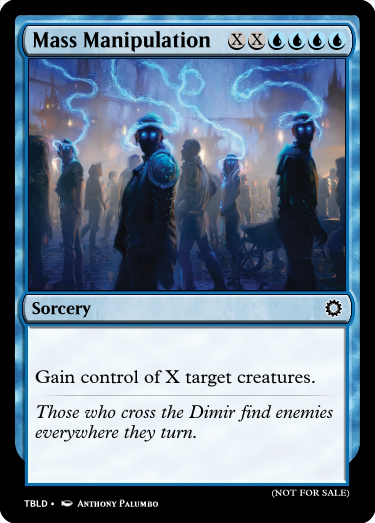 Mass Manipulation XX
Sorcery
Gain control of X target creatures.
Those who cross the Dimir find enemies
everywhere they turn.
(NOT FOR SALE)
TBLD • Anthony Palumbo